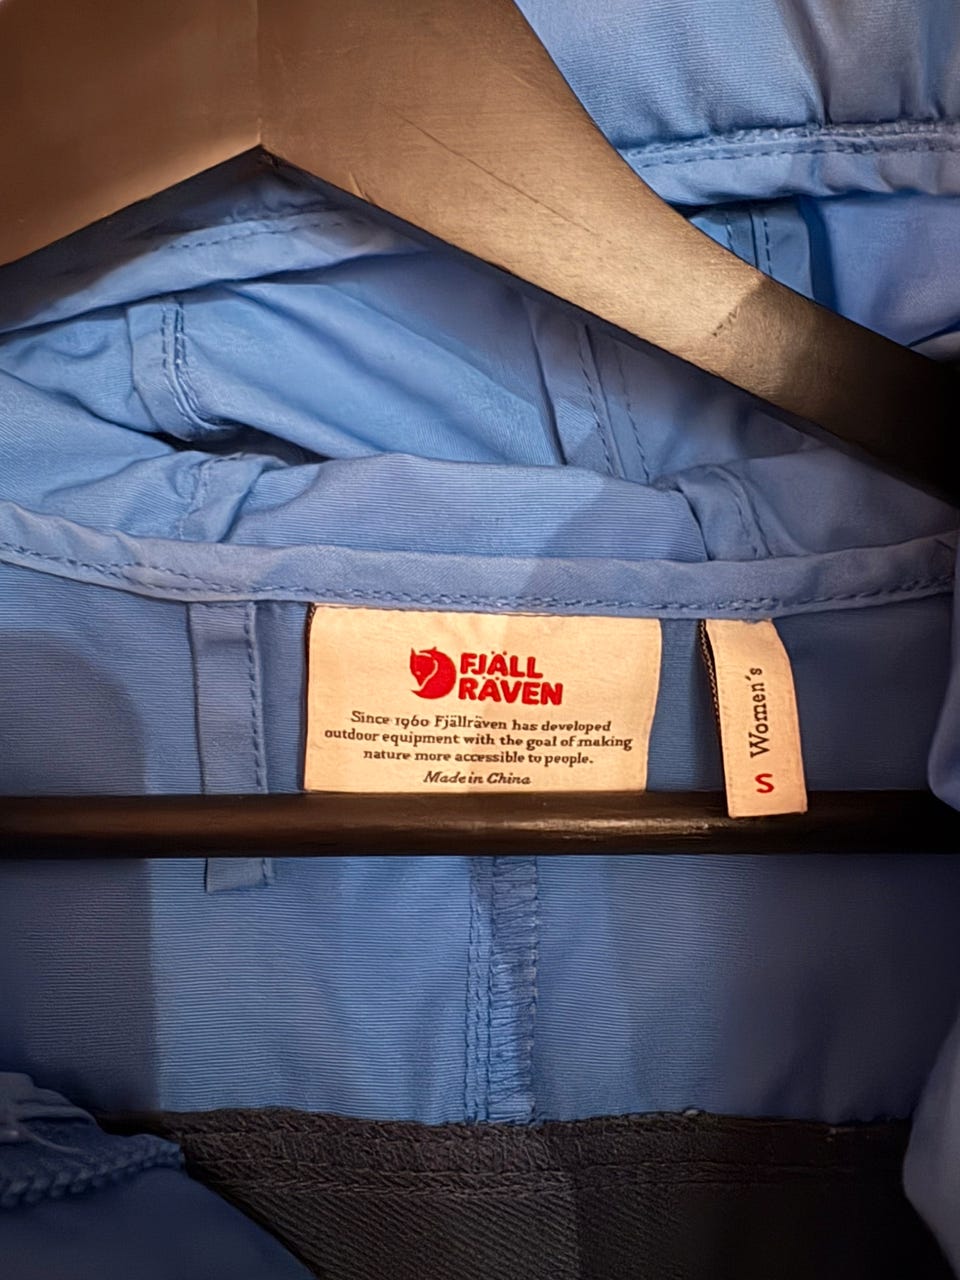 FJÄLL
RÄVEN
Since 1960 Fjällräven has developed
outdoor equipment with the goal of making
nature more accessible to people.
Made in China
Women's
S